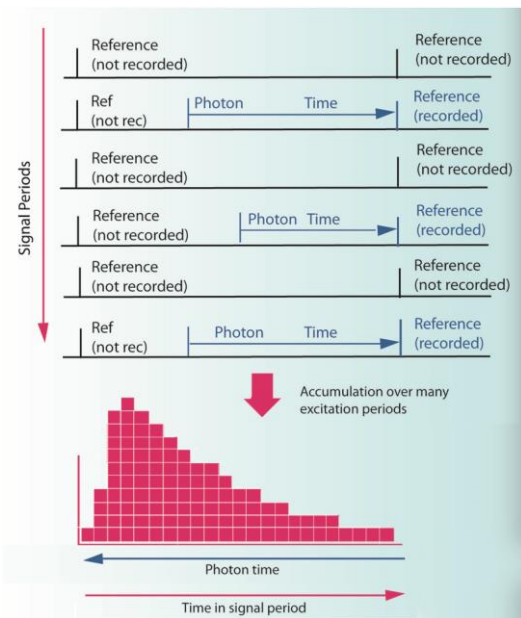 Reference
(not recorded)
Reference
(not recorded)
Ref
(not rec)
Photon Time
Reference
(recorded)
Reference
(not recorded)
Reference
(not recorded)
Reference
(not recorded)
Photon Time
Reference
(recorded)
Reference
(not recorded)
Reference
(not recorded)
Ref
(not rec)
Photon Time
Reference
(recorded)
Signal Periods
Accumulation over many
excitation periods
Photon time
Time in signal period